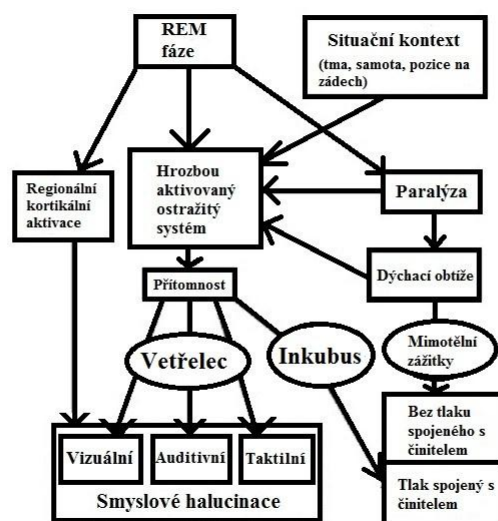 REM
fáze
Situační kontext
(tma, samota, pozice na
zádech)
Regionální
kortikální
aktivace
Hrozbou
aktivovaný
ostražitý
systém
Paralýza
Dýchací obtíže
Přítomnost
Vetřelec
Inkubus
Mimotělní
zážitky
Bez tlaku
spojeného s
činitelem
Tlak spojený s
činitelem
Vizuální
Auditivní
Taktilní
Smyslové halucinace